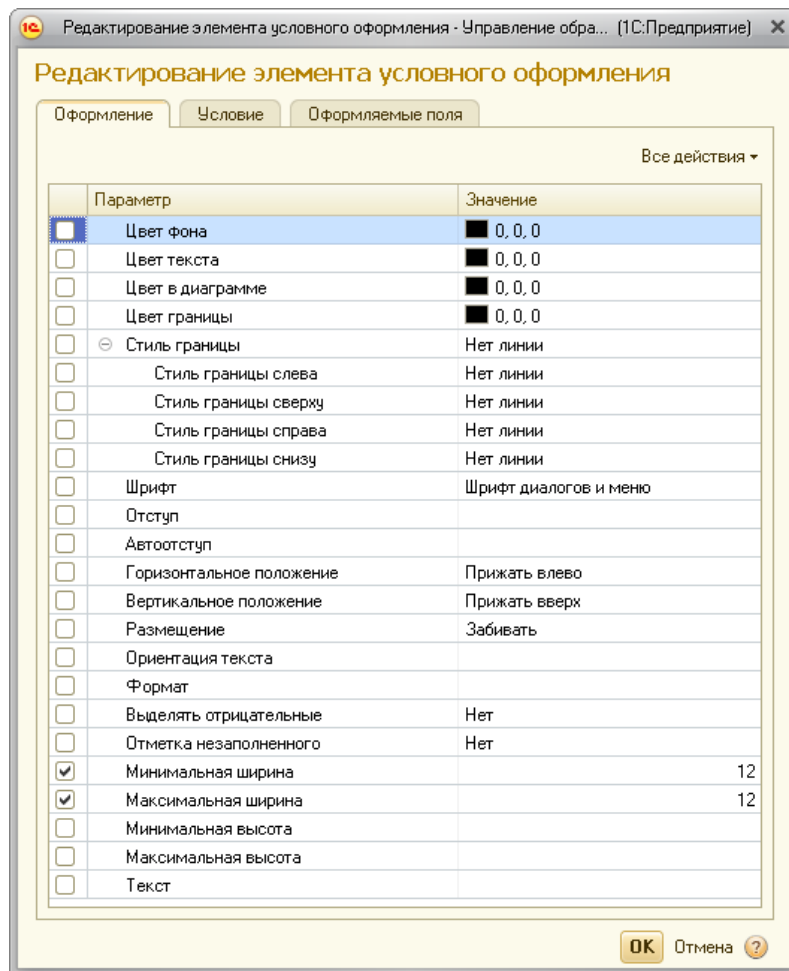 1С Редактирование элемента условного оформления - Управление обра... (1С:Предприятие)
Редактирование элемента условного оформления
Оформление Условие Оформляемые поля
Все действия
Параметр Значение
Цвет фона 0, 0, 0
Цвет текста 0, 0, 0
Цвет в диаграмме 0, 0, 0
Цвет границы 0, 0, 0
Стиль границы Нет линии
Стиль границы слева Нет линии
Стиль границы сверху Нет линии
Стиль границы справа Нет линии
Стиль границы снизу Нет линии
Шрифт Шрифт диалогов и меню
Отступ
Автоотступ
Горизонтальное положение Прижать влево
Вертикальное положение Прижать вверх
Размещение Забивать
Ориентация текста
Формат
Выделять отрицательные Нет
Отметка незаполненного Нет
Минимальная ширина 12
Максимальная ширина 12
Минимальная высота
Максимальная высота
Текст
OK Отмена ?